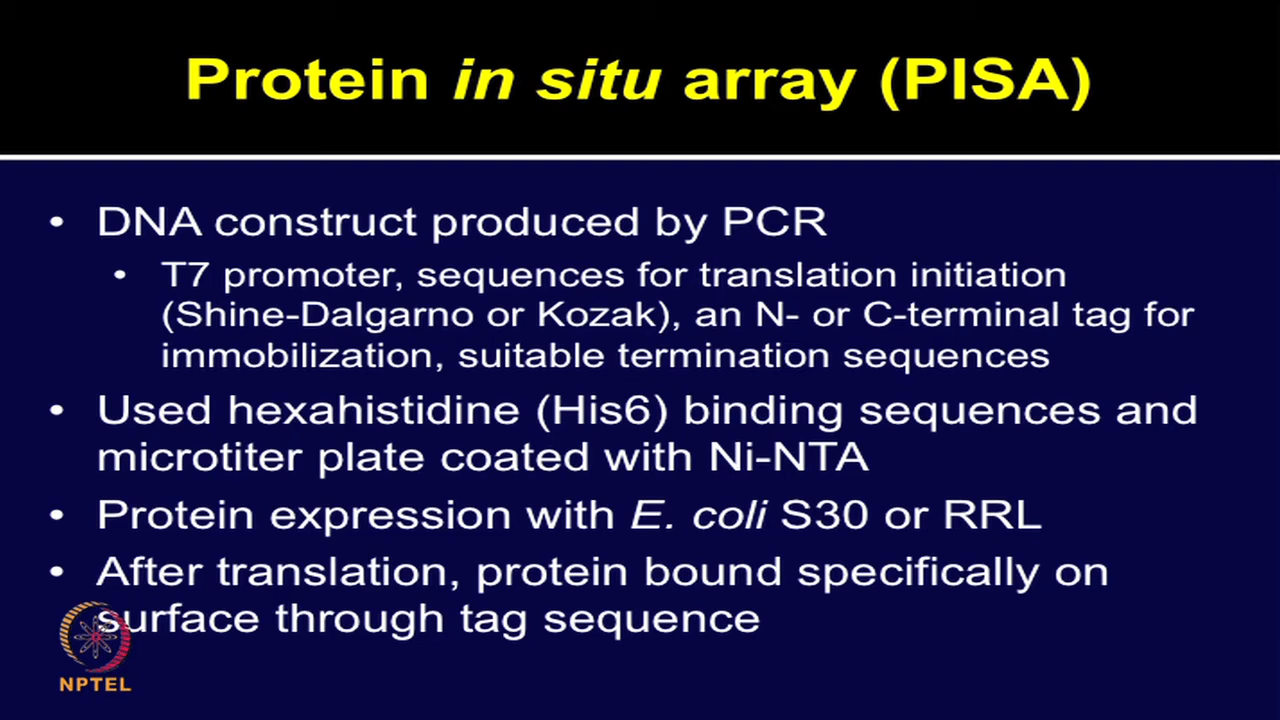 Protein in situ array (PISA)
• DNA construct produced by PCR
• T7 promoter, sequences for translation initiation
(Shine-Dalgarno or Kozak), an N- or C-terminal tag for
immobilization, suitable termination sequences
• Used hexahistidine (His6) binding sequences and
microtiter plate coated with Ni-NTA
• Protein expression with E. coli S30 or RRL
• After translation, protein bound specifically on
surface through tag sequence
NPTEL